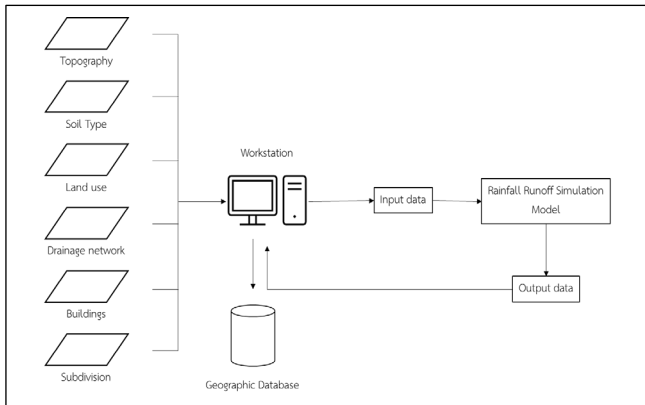 Topography
Soil Type
Land use
Drainage network
Buildings
Subdivision
Workstation
Geographic Database
Input data
Rainfall Runoff Simulation
Model
Output data